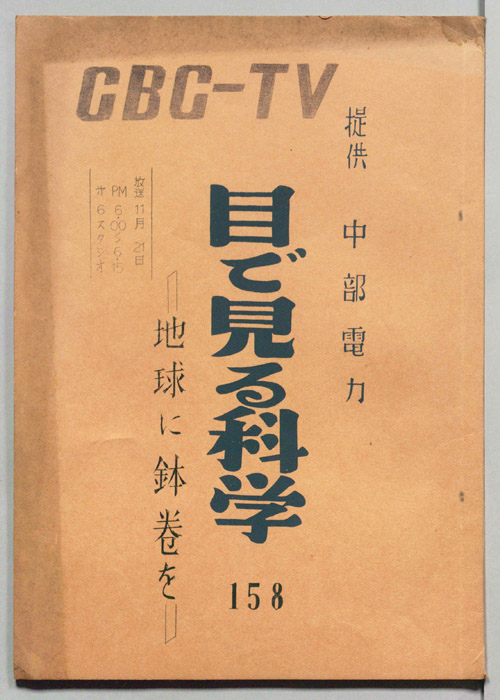 CBC-TV
提供 中部電力
目で見る科学
158
=地球に鉢巻を=
放送 11月 21日
PM 6.00〜6.15
オ 6 スタジオ